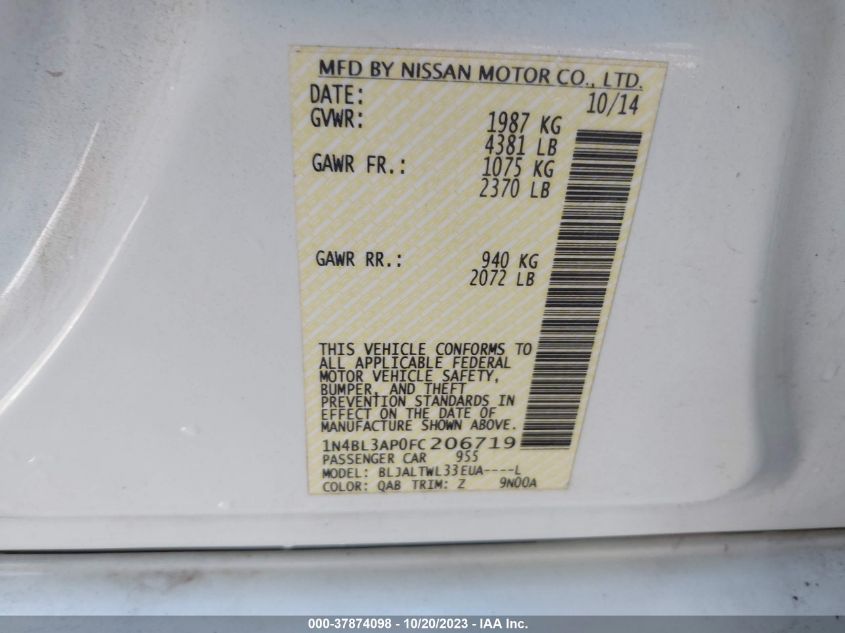 MFD BY NISSAN MOTOR CO., LTD.
DATE: 10/14
GVWR: 1987 KG
4381 LB
GAWR FR.: 1075 KG
2370 LB
GAWR RR.: 940 KG
2072 LB
THIS VEHICLE CONFORMS TO
ALL APPLICABLE FEDERAL
MOTOR VEHICLE SAFETY,
BUMPER, AND THEFT
PREVENTION STANDARDS IN
EFFECT ON THE DATE OF
MANUFACTURE SHOWN ABOVE.
1N4BL3AP0FC206719
PASSENGER CAR 955
MODEL: BLJALTWL33EUA----L
COLOR: QAB TRIM: Z 9N00A
000-37874098 - 10/20/2023 - IAA Inc.